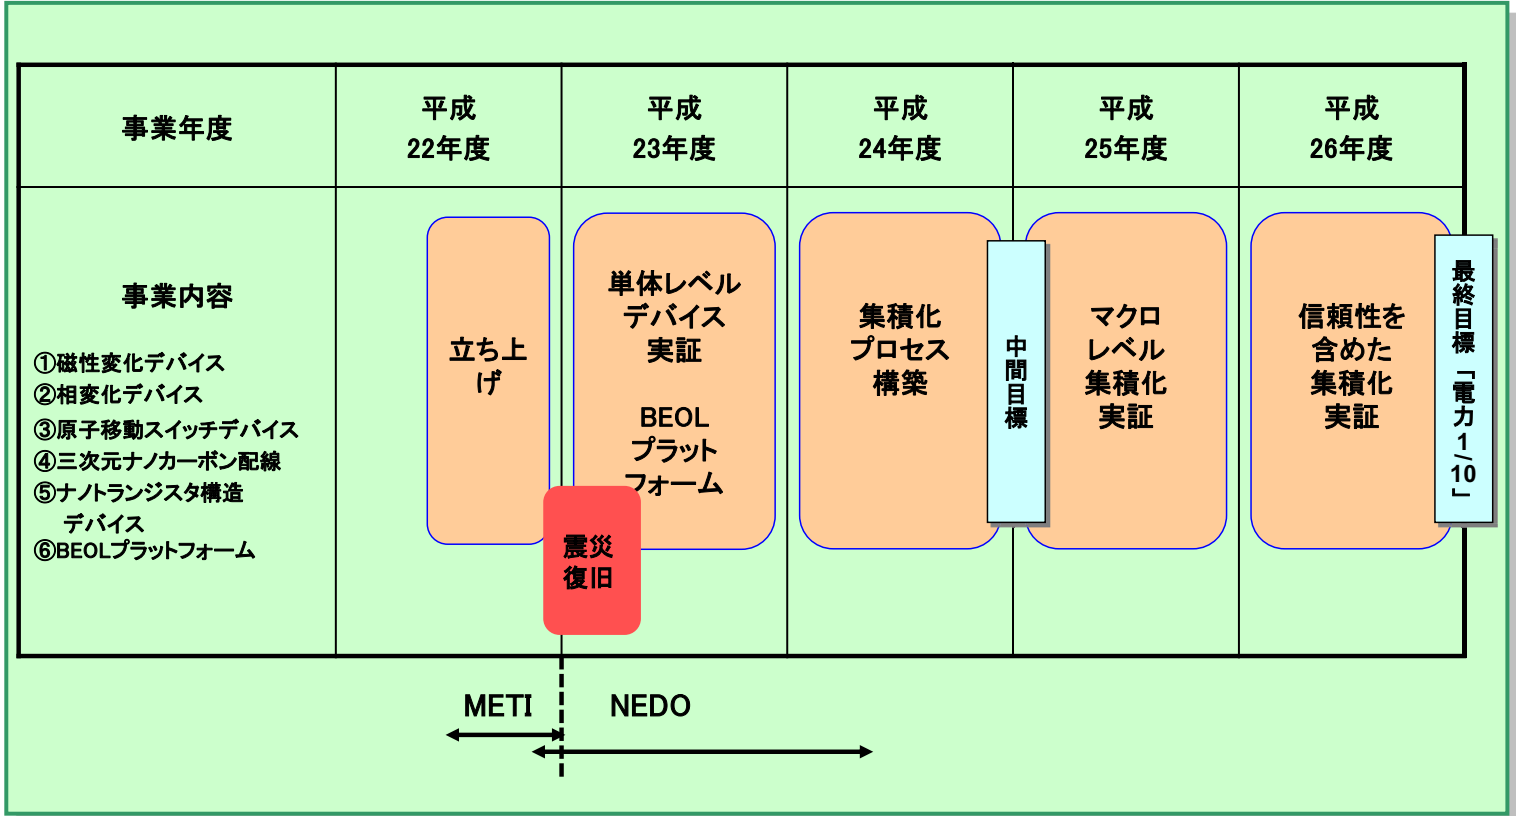 事業年度
平成
22年度
平成
23年度
平成
24年度
平成
25年度
平成
26年度
事業内容
①磁性変化デバイス
②相変化デバイス
③原子移動スイッチデバイス
④三次元ナノカーボン配線
⑤ナノトランジスタ構造
デバイス
⑥BEOLプラットフォーム
立ち上
げ
単体レベル
デバイス
実証
BEOL
プラット
フォーム
震災
復旧
集積化
プロセス
構築
中間目標
マクロ
レベル
集積化
実証
信頼性を
含めた
集積化
実証
最終目標「電力1/10」
METI
NEDO